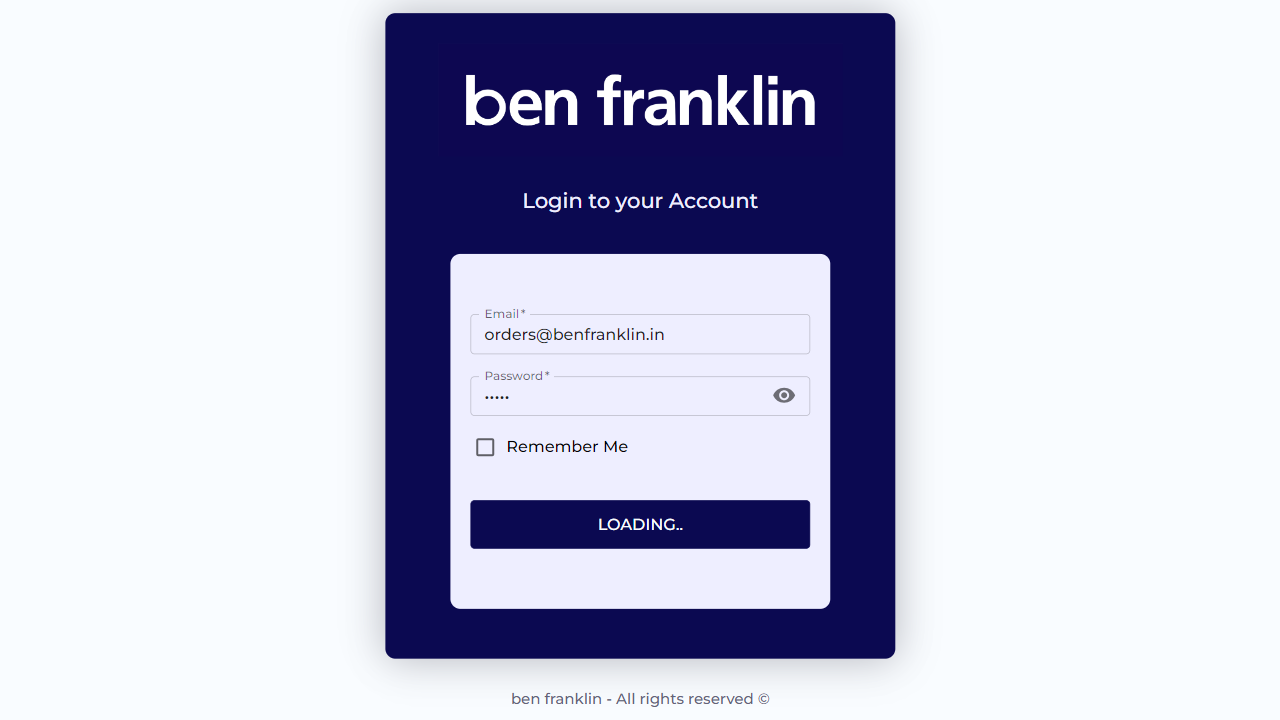 ben franklin
Login to your Account
Email *
orders@benfranklin.in
Password *
•••••
Remember Me
LOADING..
ben franklin - All rights reserved ©